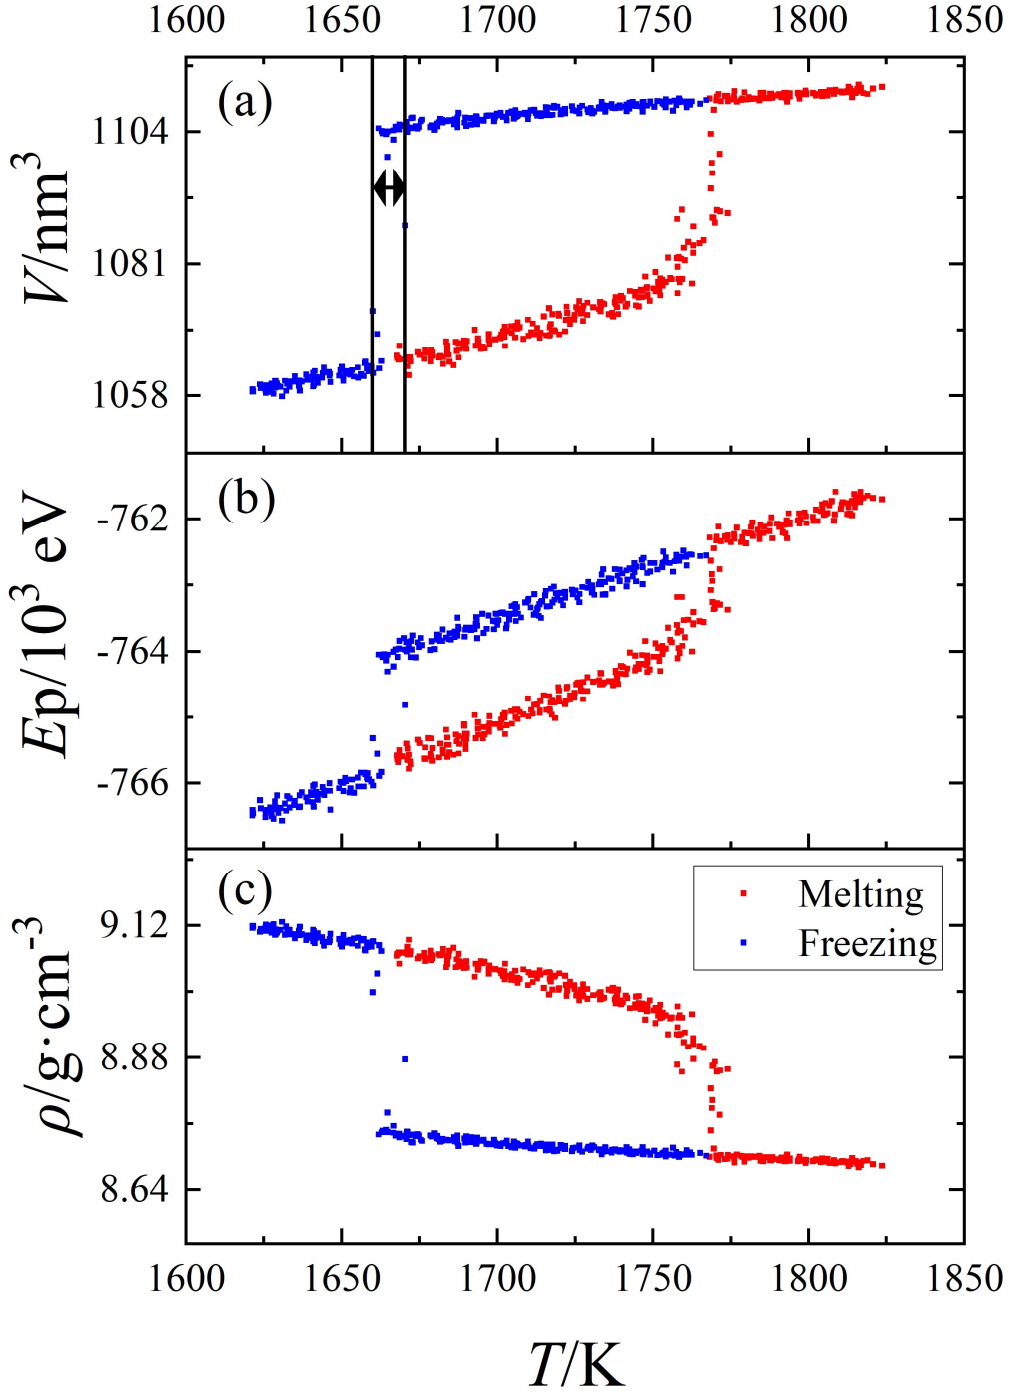 1600 1650 1700 1750 1800 1850
(a)
1104
1081
1058
V/nm³
(b)
-762
-764
-766
Ep/10³ eV
(c)
Melting
Freezing
9.12
8.88
8.64
ρ/g·cm⁻³
1600 1650 1700 1750 1800 1850
T/K